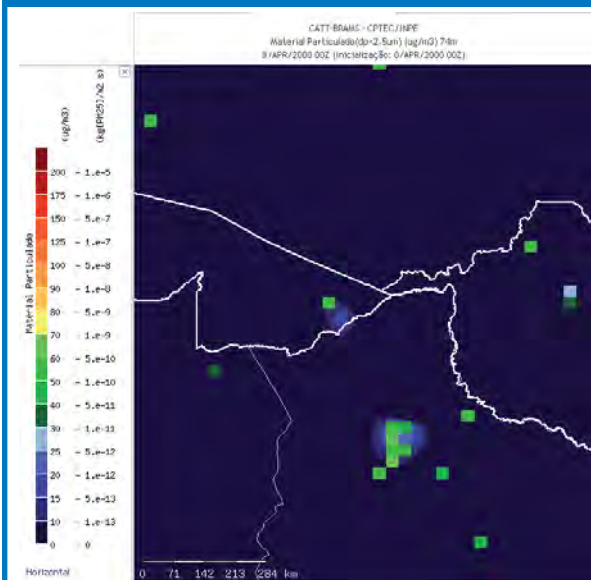 CATT-BRAMS - CPTEC/INPE
Material Particulado(dp<2.5um) (ug/m3) 74m
0/APR/2000 00Z (inicialização: 0/APR/2000 00Z)
Material Particulado
(ug/m3)
(kg[PM25]/m2 s)
200 - 1.e-5
175 - 1.e-6
150 - 5.e-7
125 - 1.e-7
100 - 5.e-8
90 - 1.e-8
80 - 5.e-9
70 - 1.e-9
60 - 5.e-10
50 - 1.e-10
40 - 5.e-11
30 - 1.e-11
25 - 5.e-12
20 - 1.e-12
15 - 5.e-13
10 - 1.e-13
0 - 0
Horizontal
0 71 142 213 284 km